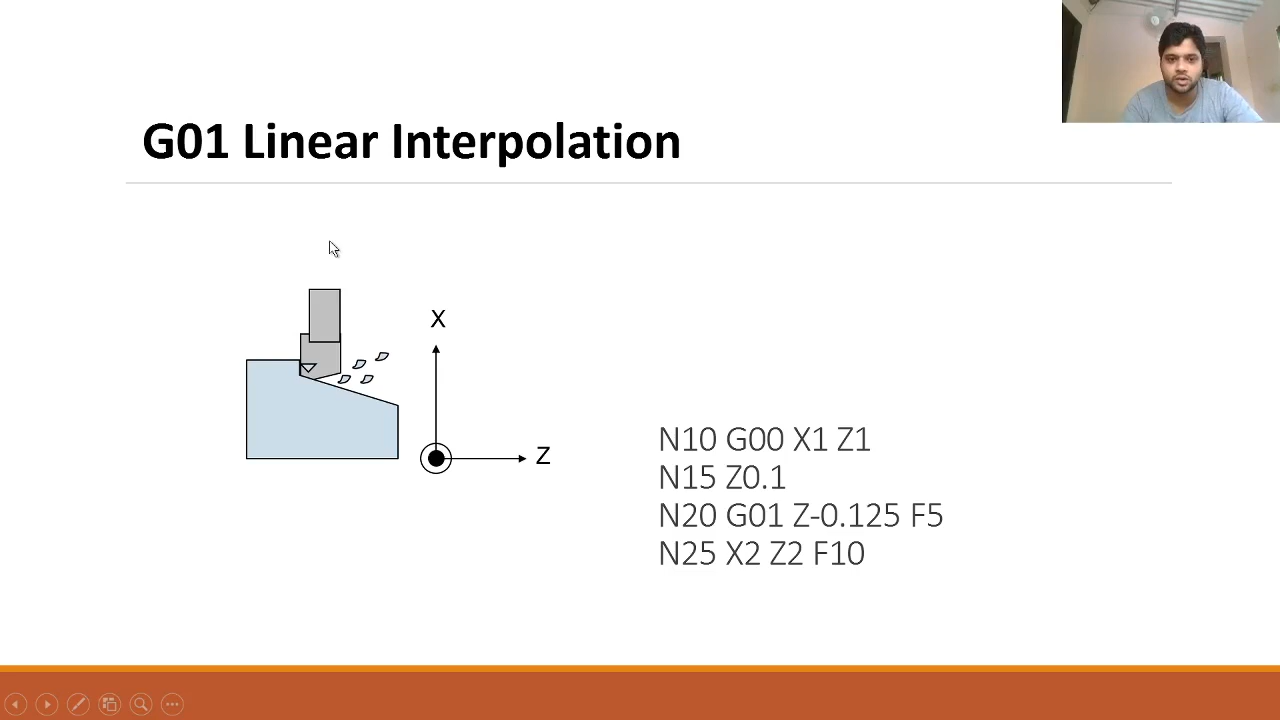 G01 Linear Interpolation
X
Z
N10 G00 X1 Z1
N15 Z0.1
N20 G01 Z-0.125 F5
N25 X2 Z2 F10